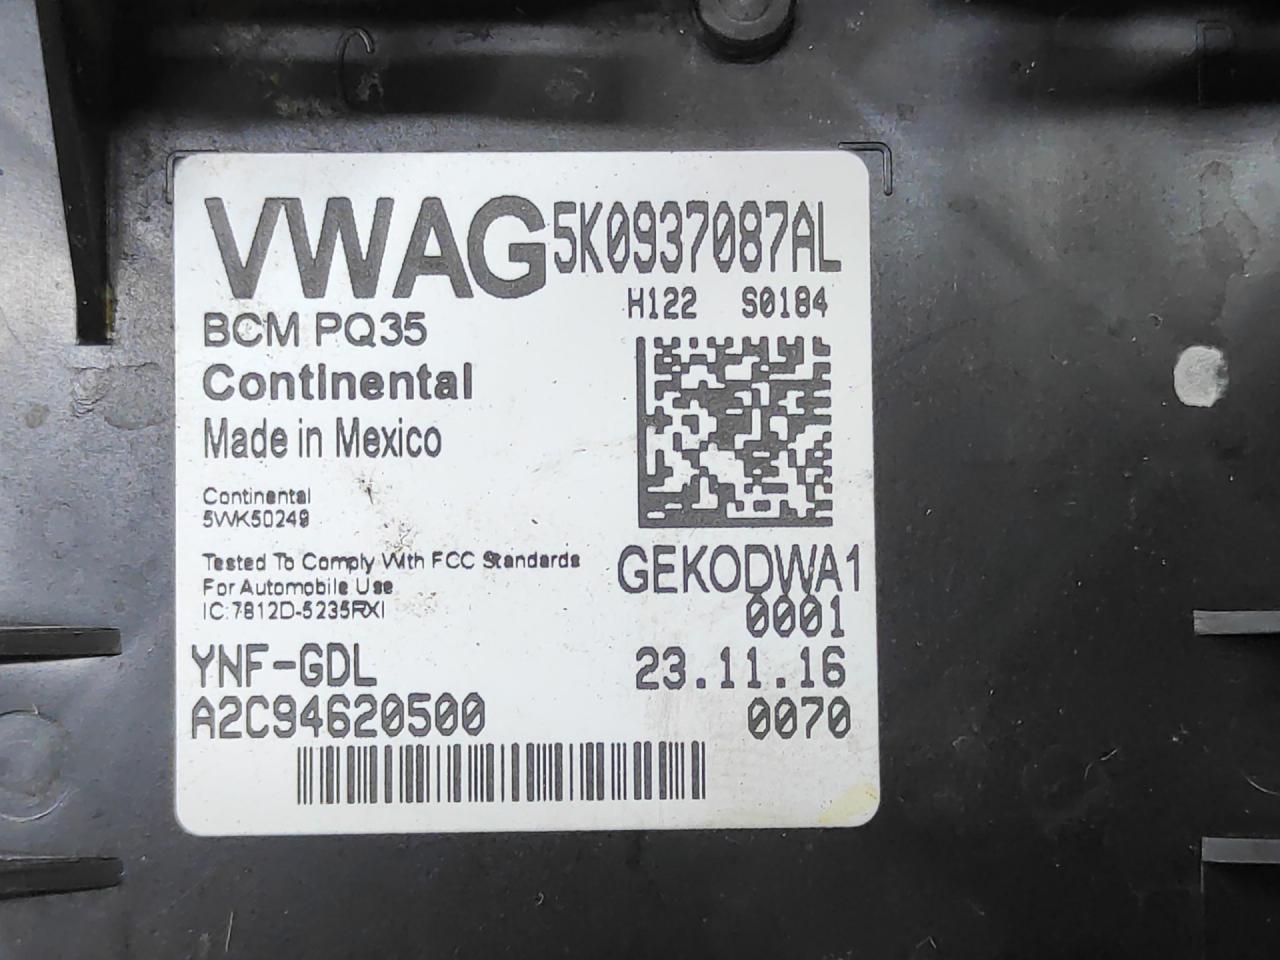 VWAG 5K0937087AL
H122 S0184
BCM PQ35
Continental
Made in Mexico
Continental
5WK50249
Tested To Comply With FCC Standards
For Automobile Use
IC:7812D-5235RXI
GEKODWA1
0001
YNF-GDL 23.11.16
A2C94620500 0070